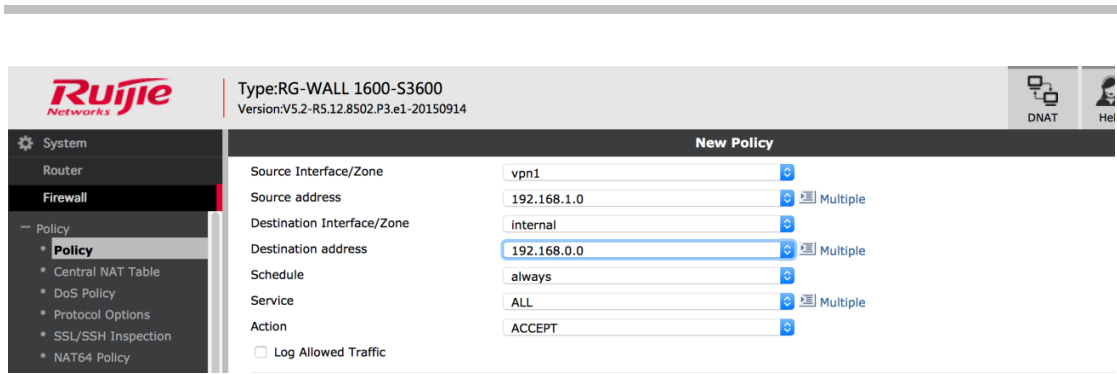 Ruijie
Networks
Type:RG-WALL 1600-S3600
Version:V5.2-R5.12.8502.P3.e1-20150914
DNAT
System
New Policy
Router
Firewall
Policy
Policy
Central NAT Table
DoS Policy
Protocol Options
SSL/SSH Inspection
NAT64 Policy
Source Interface/Zone vpn1
Source address 192.168.1.0 Multiple
Destination Interface/Zone internal
Destination address 192.168.0.0 Multiple
Schedule always
Service ALL Multiple
Action ACCEPT
Log Allowed Traffic